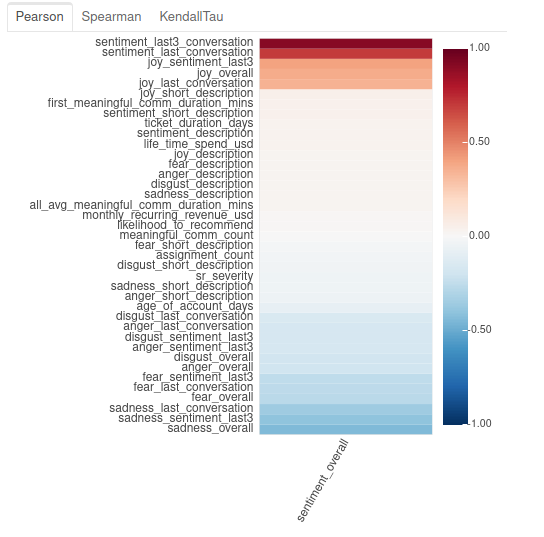 Pearson Spearman KendallTau
sentiment_last3_conversation
sentiment_last_conversation
joy_sentiment_last3
joy_overall
joy_last_conversation
joy_short_description
first_meaningful_comm_duration_mins
sentiment_short_description
ticket_duration_days
sentiment_description
life_time_spend_usd
joy_description
fear_description
anger_description
disgust_description
sadness_description
all_avg_meaningful_comm_duration_mins
monthly_recurring_revenue_usd
likelihood_to_recommend
meaningful_comm_count
fear_short_description
assignment_count
disgust_short_description
sr_severity
sadness_short_description
anger_short_description
age_of_account_days
disgust_last_conversation
anger_last_conversation
disgust_sentiment_last3
anger_sentiment_last3
disgust_overall
anger_overall
fear_sentiment_last3
fear_last_conversation
fear_overall
sadness_last_conversation
sadness_sentiment_last3
sadness_overall
sentiment_overall
1.00
0.50
0.00
-0.50
-1.00